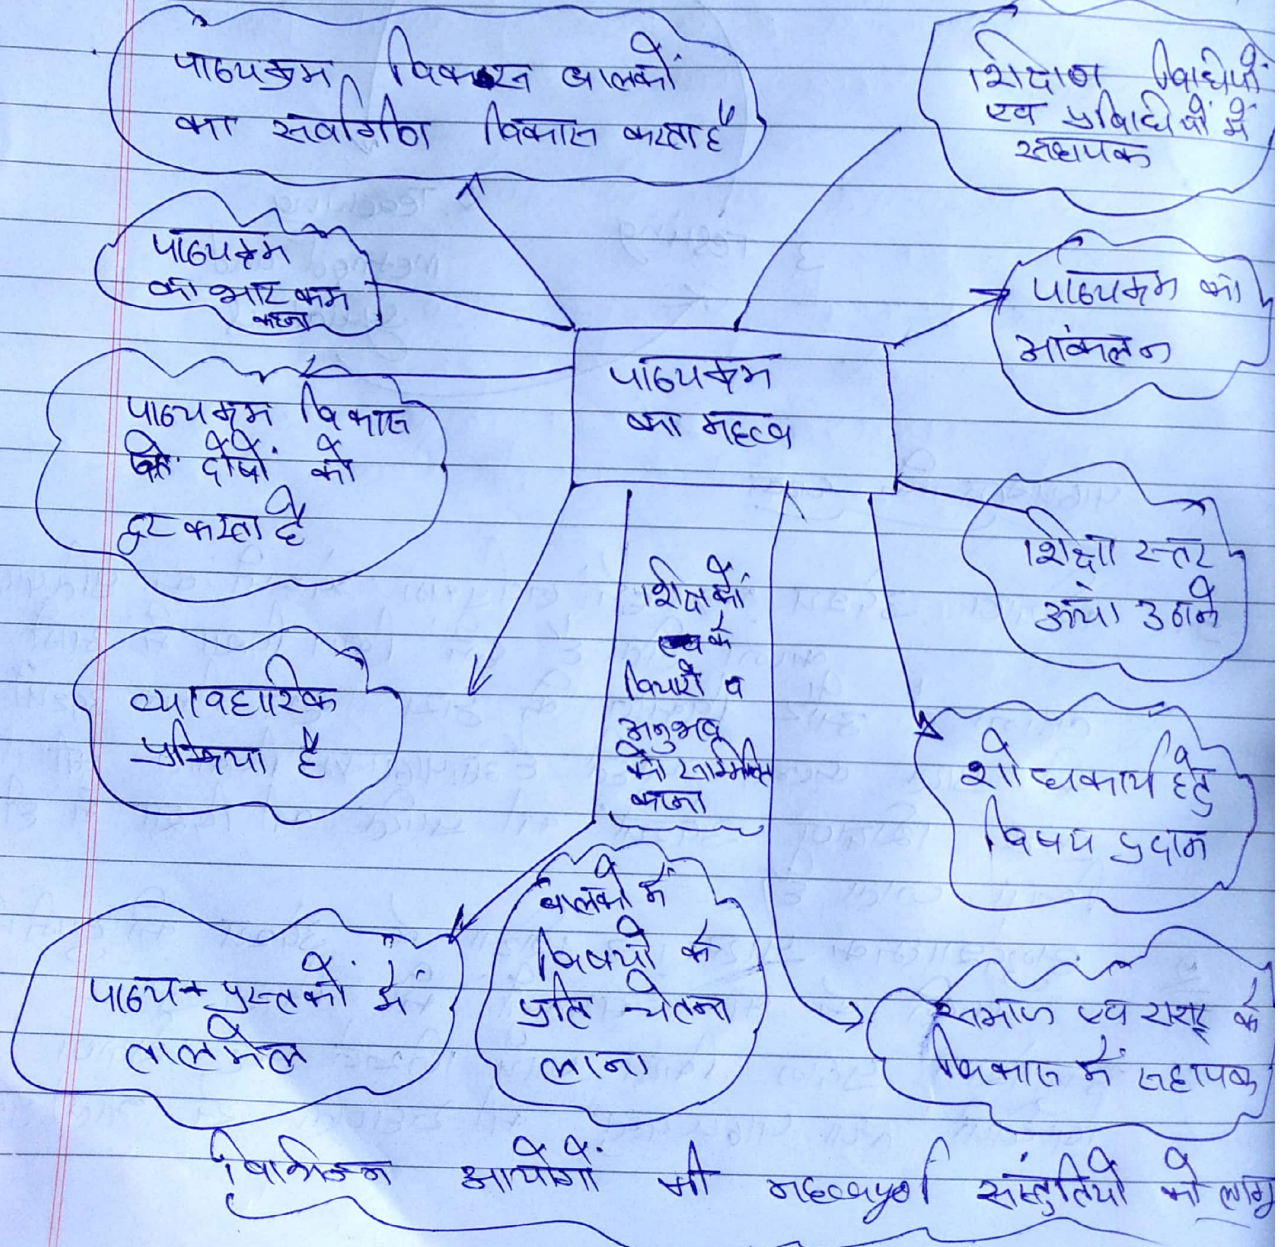 पाठ्यक्रम विकास बालकों
का सर्वांगीण विकास करता है
शिक्षण विधियों
एवं प्रविधियों में
सहायक
पाठ्यक्रम
का भार कम
करना
पाठ्यक्रम का
आंकलन
पाठ्यक्रम
का महत्व
पाठ्यक्रम विकास
के दोषों को
दूर करता है
शिक्षा स्तर
ऊंचा उठाने
शिक्षकों
के
विचारों व
अनुभव
को सम्मिलित
करना
व्यावहारिक
प्रक्रिया है
शोधकार्य हेतु
विषय प्रदान
बालकों में
विषयों के
प्रति चेतना
लाना
पाठ्य पुस्तकों में
तालमेल
समाज एवं राष्ट्र के
विकास में सहायक
विभिन्न आयोगों की महत्वपूर्ण संस्तुतियों को लागू